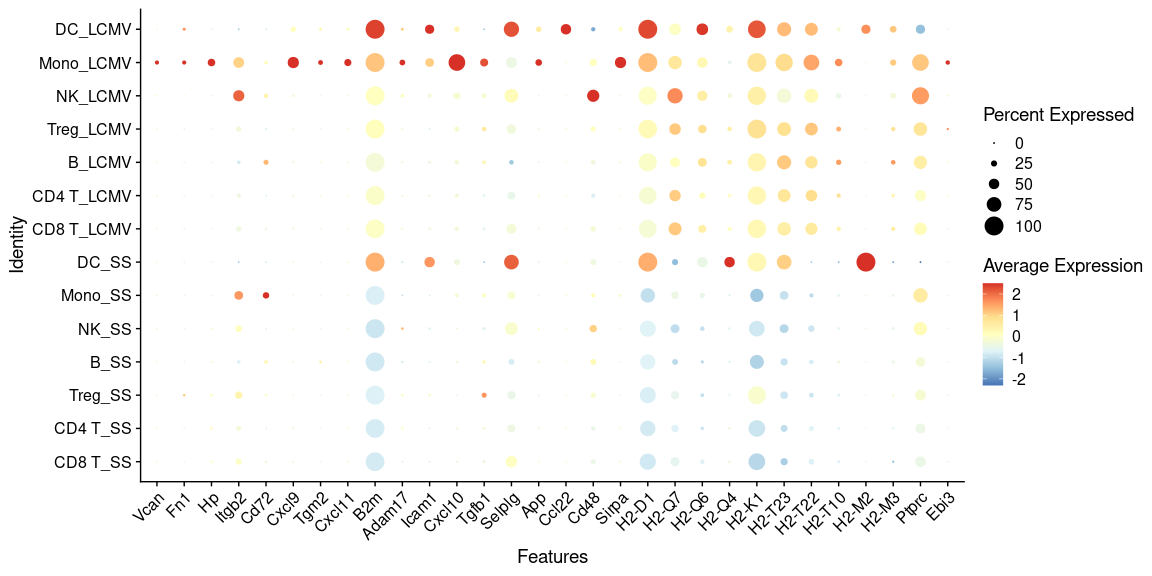 DC_LCMV
Mono_LCMV
NK_LCMV
Treg_LCMV
B_LCMV
CD4 T_LCMV
CD8 T_LCMV
DC_SS
Mono_SS
NK_SS
B_SS
Treg_SS
CD4 T_SS
CD8 T_SS
Identity
Vcan
Fn1
Hp
Itgb2
Cd72
Cxcl9
Tgm2
Cxcl11
B2m
Adam17
Icam1
Cxcl10
Tgfb1
Selplg
App
Ccl22
Cd48
Sirpa
H2-D1
H2-Q7
H2-Q6
H2-Q4
H2-K1
H2-T23
H2-T22
H2-T10
H2-M2
H2-M3
Ptprc
Ebi3
Features
Percent Expressed
0
25
50
75
100
Average Expression
2
1
0
-1
-2